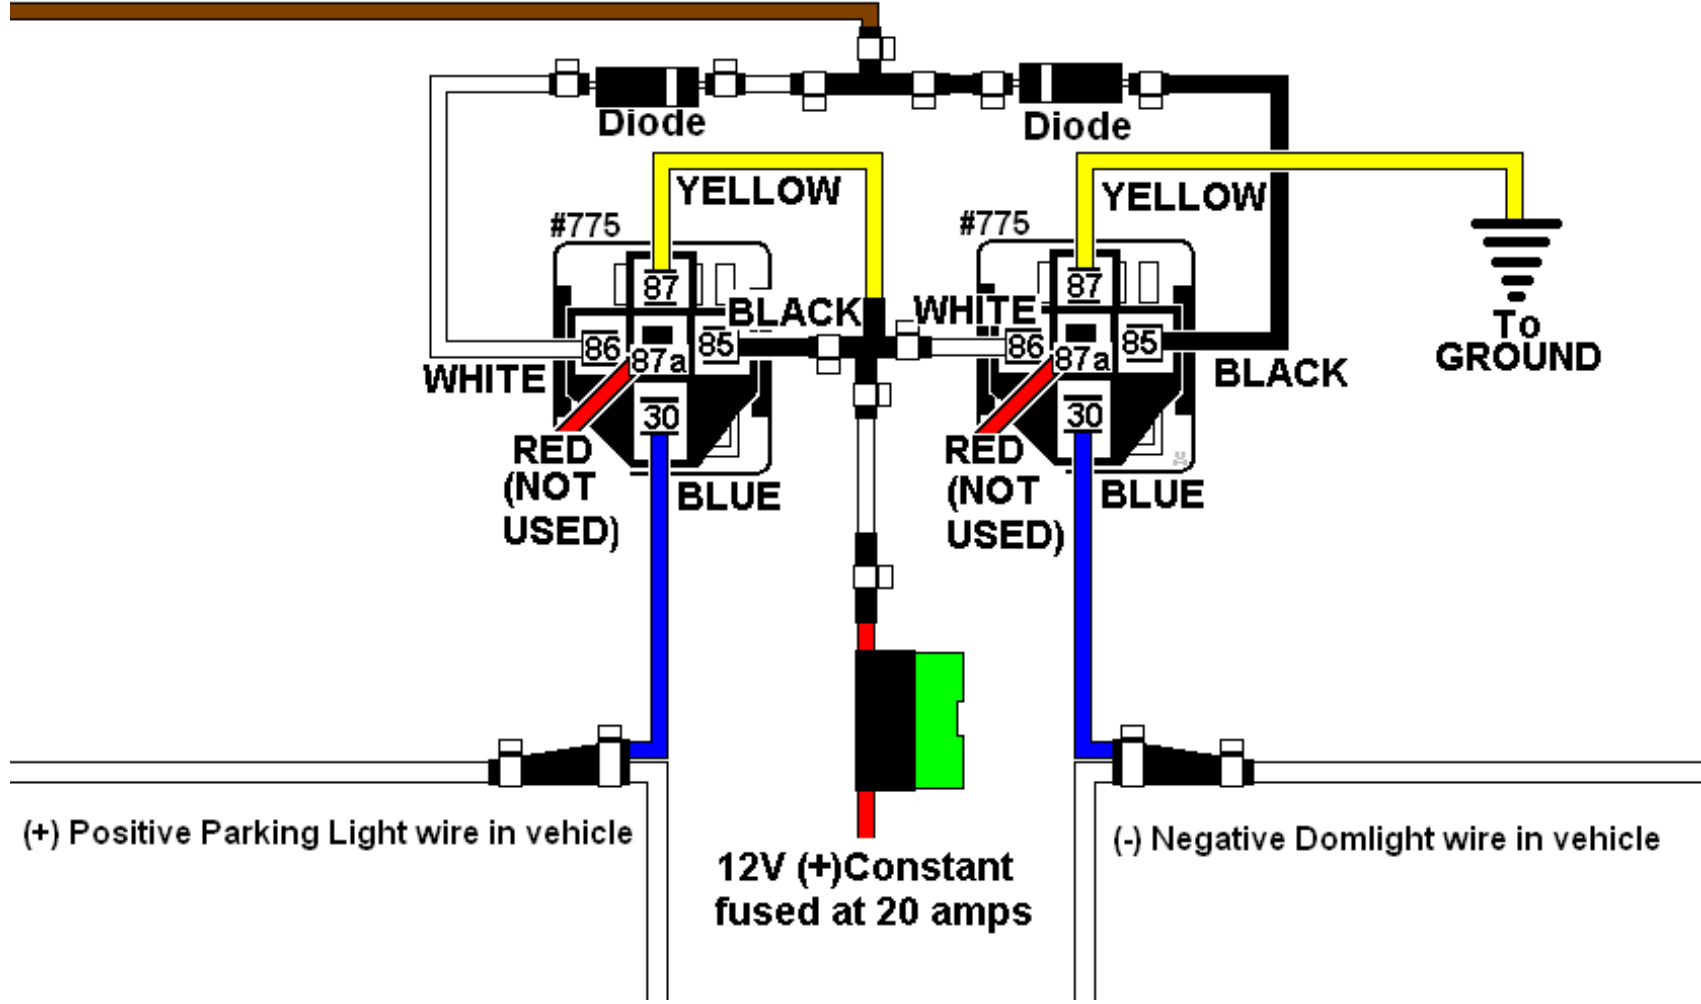 Diode
Diode
YELLOW
YELLOW
#775
#775
87
87
BLACK
WHITE
86
85
86
85
87a
87a
To
GROUND
WHITE
BLACK
30
30
RED
(NOT
USED)
BLUE
RED
(NOT
USED)
BLUE
(+) Positive Parking Light wire in vehicle
(-) Negative Domlight wire in vehicle
12V (+)Constant
fused at 20 amps